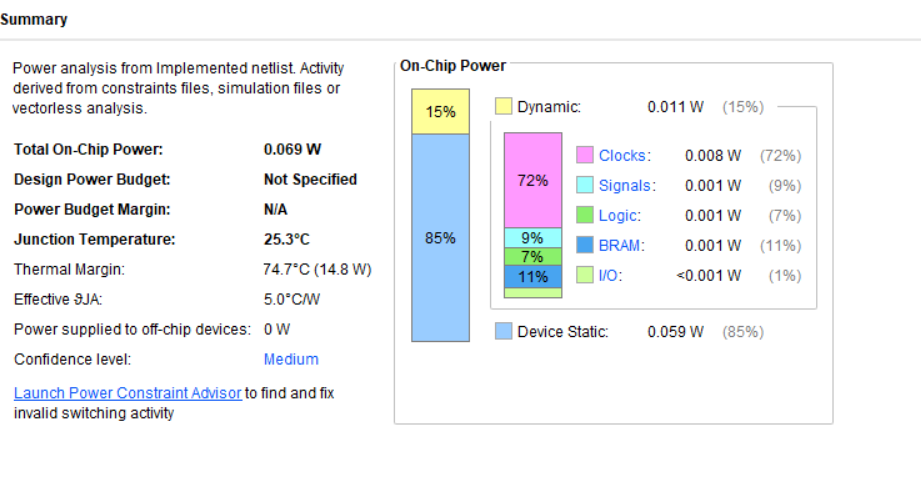 Summary
Power analysis from Implemented netlist. Activity
derived from constraints files, simulation files or
vectorless analysis.
Total On-Chip Power: 0.069 W
Design Power Budget: Not Specified
Power Budget Margin: N/A
Junction Temperature: 25.3°C
Thermal Margin: 74.7°C (14.8 W)
Effective ϑJA: 5.0°C/W
Power supplied to off-chip devices: 0 W
Confidence level: Medium
Launch Power Constraint Advisor to find and fix
invalid switching activity
On-Chip Power
15%
85%
Dynamic: 0.011 W (15%)
72%
9%
7%
11%
Clocks: 0.008 W (72%)
Signals: 0.001 W (9%)
Logic: 0.001 W (7%)
BRAM: 0.001 W (11%)
I/O: <0.001 W (1%)
Device Static: 0.059 W (85%)